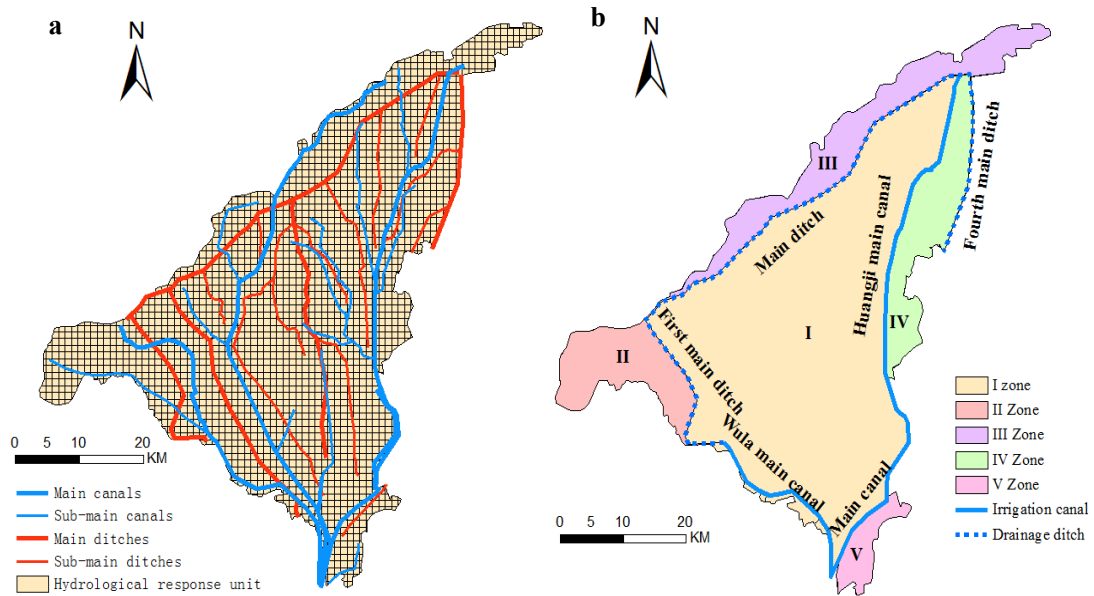 a
N
0 5 10 20
KM
Main canals
Sub-main canals
Main ditches
Sub-main ditches
Hydrological response unit
b
N
III
Main ditch
Huangji main canal
Fourth main ditch
I
IV
II
First main ditch
Wula main canal
Main canal
V
0 5 10 20
KM
I zone
II Zone
III Zone
IV Zone
V Zone
Irrigation canal
Drainage ditch